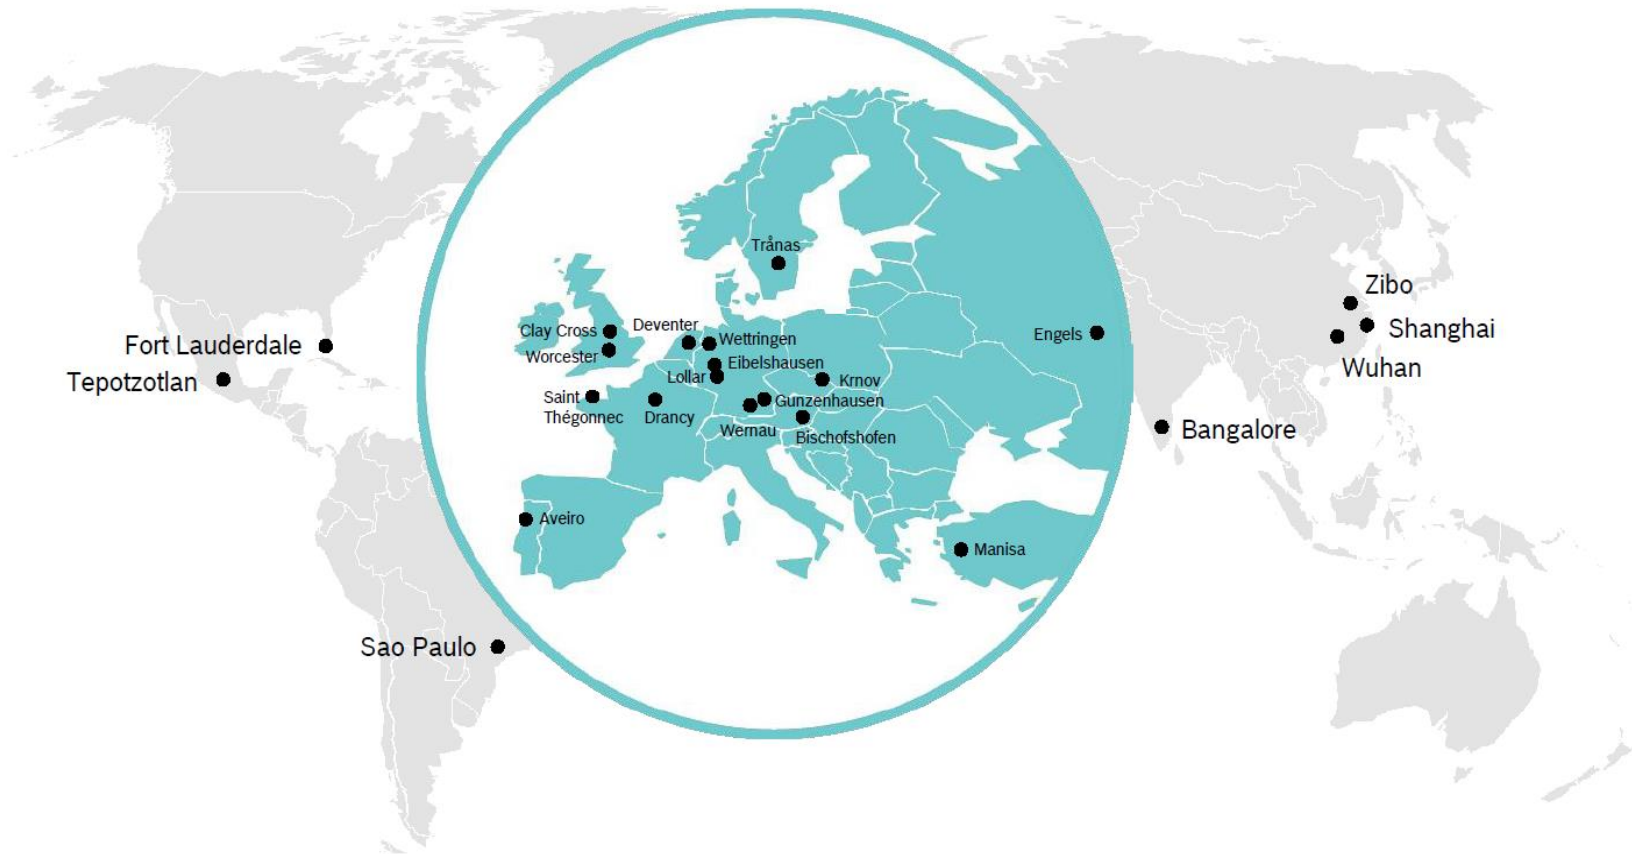 Trånas
Zibo
Shanghai
Clay Cross
Deventer
Wettringen
Engels
Fort Lauderdale
Worcester
Eibelshausen
Wuhan
Tepotzotlan
Lollar
Krnov
Saint
Thégonnec
Drancy
Gunzenhausen
Wernau
Bischofshofen
Bangalore
Aveiro
Manisa
Sao Paulo